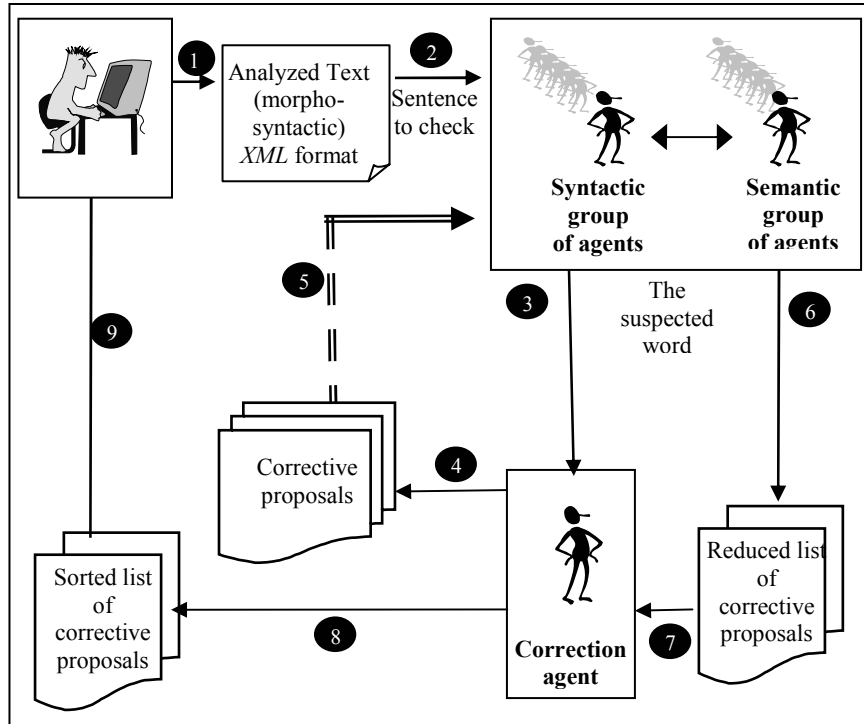 1
Analyzed Text
(morpho-
syntactic)
XML format
2
Sentence
to check
Syntactic
group
of agents
Semantic
group
of agents
5
3
The
suspected
word
6
9
Corrective
proposals
4
Reduced list
of
corrective
proposals
Sorted list
of
corrective
proposals
8
Correction
agent
7